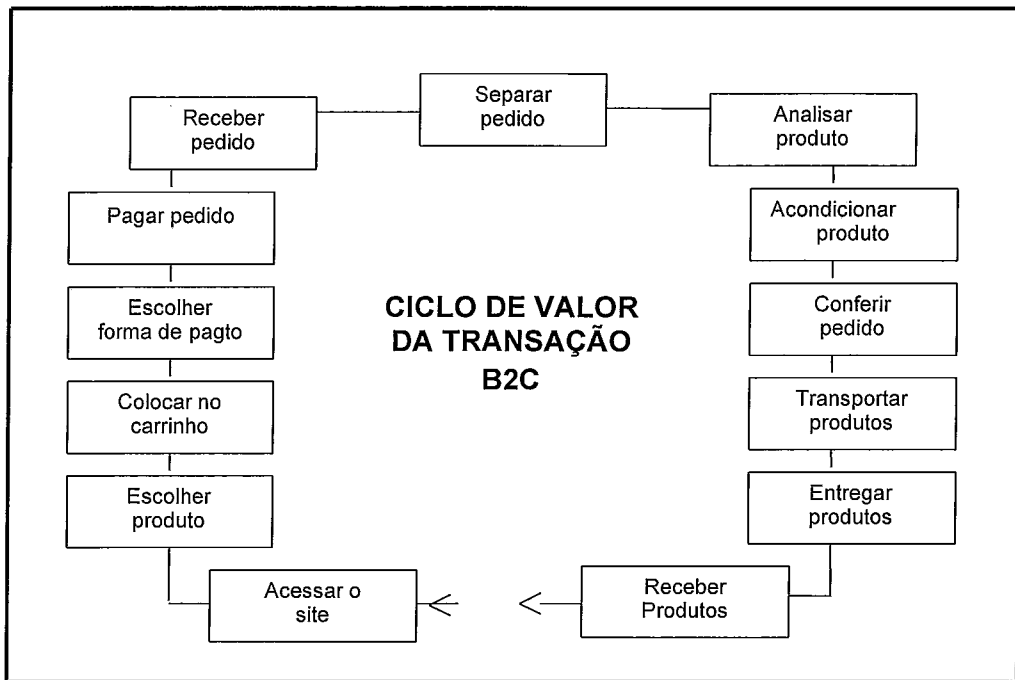 Separar
pedido
Receber
pedido
Analisar
produto
Pagar pedido
Acondicionar
produto
Escolher
forma de pagto
CICLO DE VALOR
DA TRANSAÇÃO
B2C
Conferir
pedido
Colocar no
carrinho
Transportar
produtos
Escolher
produto
Entregar
produtos
Acessar o
site
Receber
Produtos